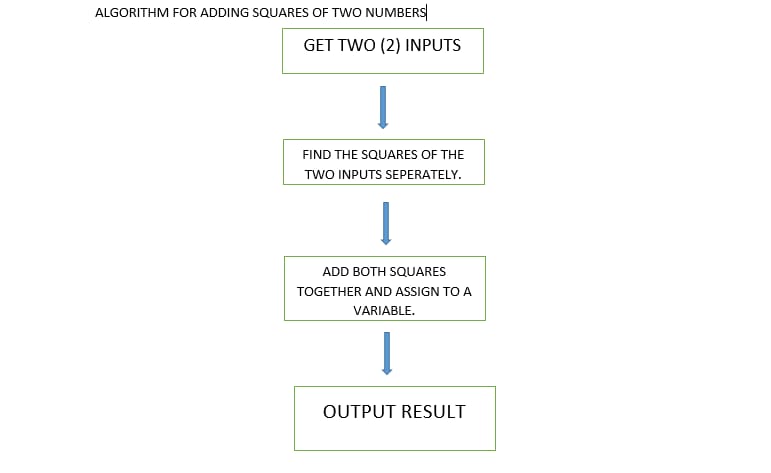 ALGORITHM FOR ADDING SQUARES OF TWO NUMBERS
GET TWO (2) INPUTS
FIND THE SQUARES OF THE
TWO INPUTS SEPERATELY.
ADD BOTH SQUARES
TOGETHER AND ASSIGN TO A
VARIABLE.
OUTPUT RESULT